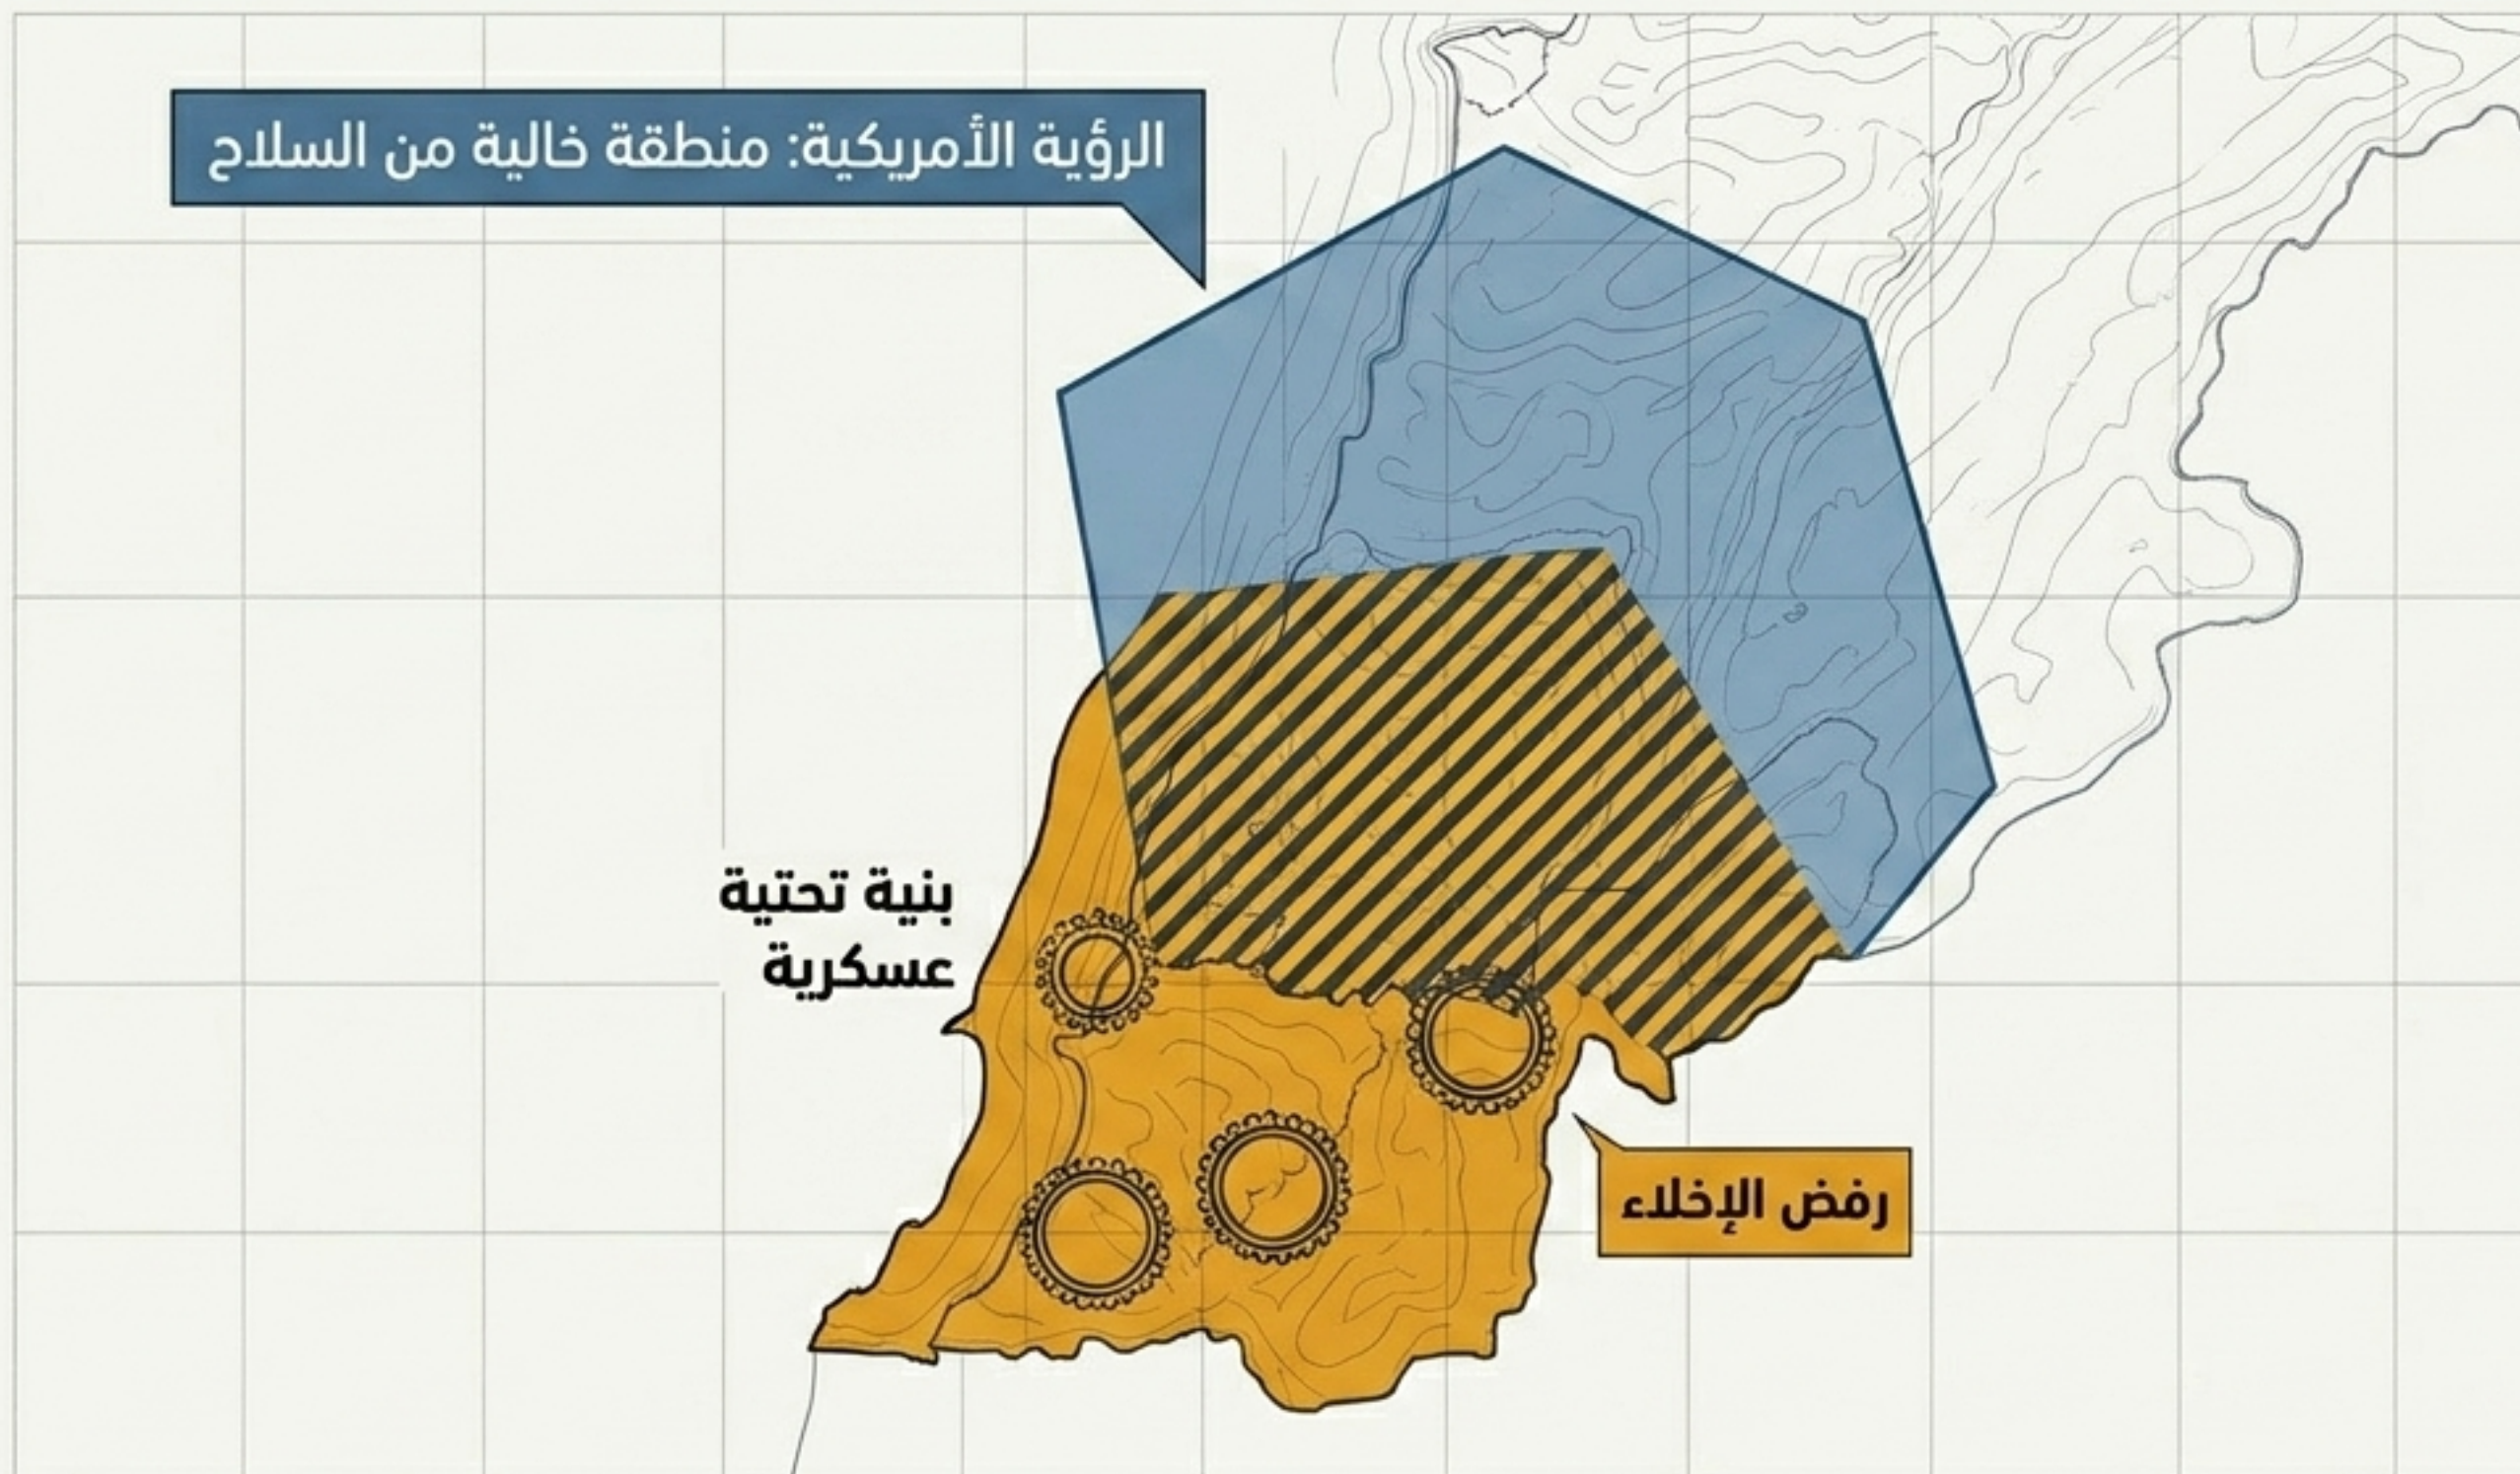 الرؤية الأمريكية: منطقة خالية من السلاح
بنية تحتية
عسكرية
رفض الإخلاء